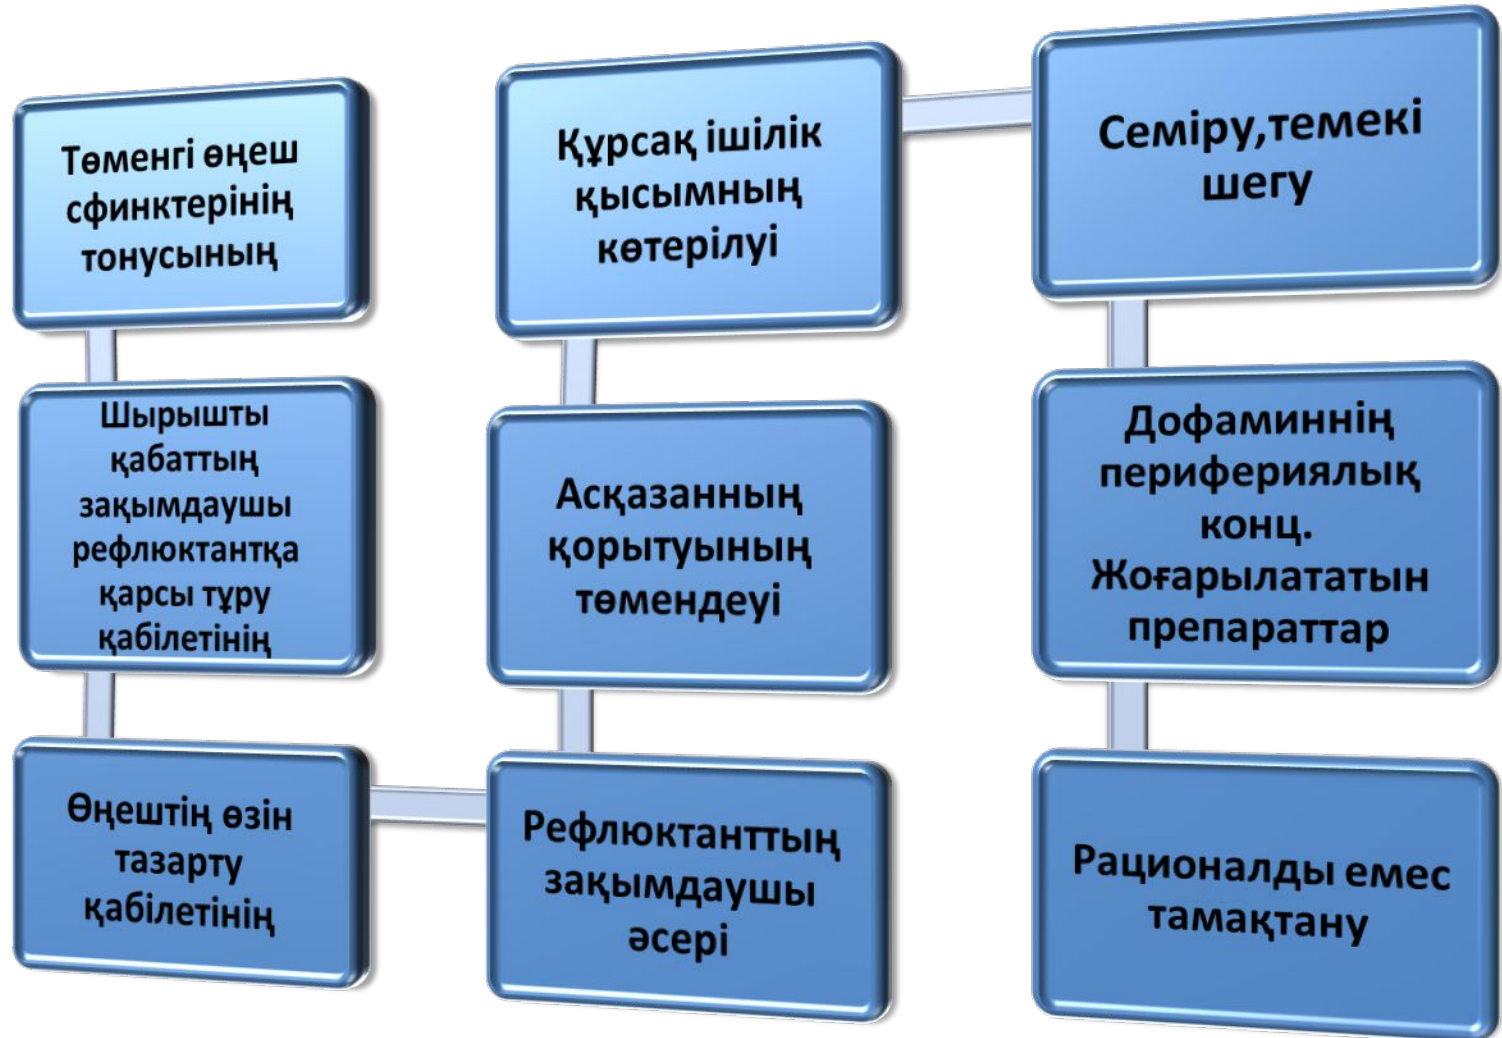 Төменгі өңеш
сфинктерінің
тонусының
Шырышты
қабаттың
зақымдаушы
рефлюктантқа
қарсы тұру
қабілетінің
Өңештің өзін
тазарту
қабілетінің
Рефлюктанттың
зақымдаушы
әсері
Асқазанның
қорытуының
төмендеуі
Құрсақ ішілік
қысымның
көтерілуі
Семіру,темекі
шегу
Дофаминнің
перифериялық
конц.
Жоғарылататын
препараттар
Рационалды емес
тамақтану